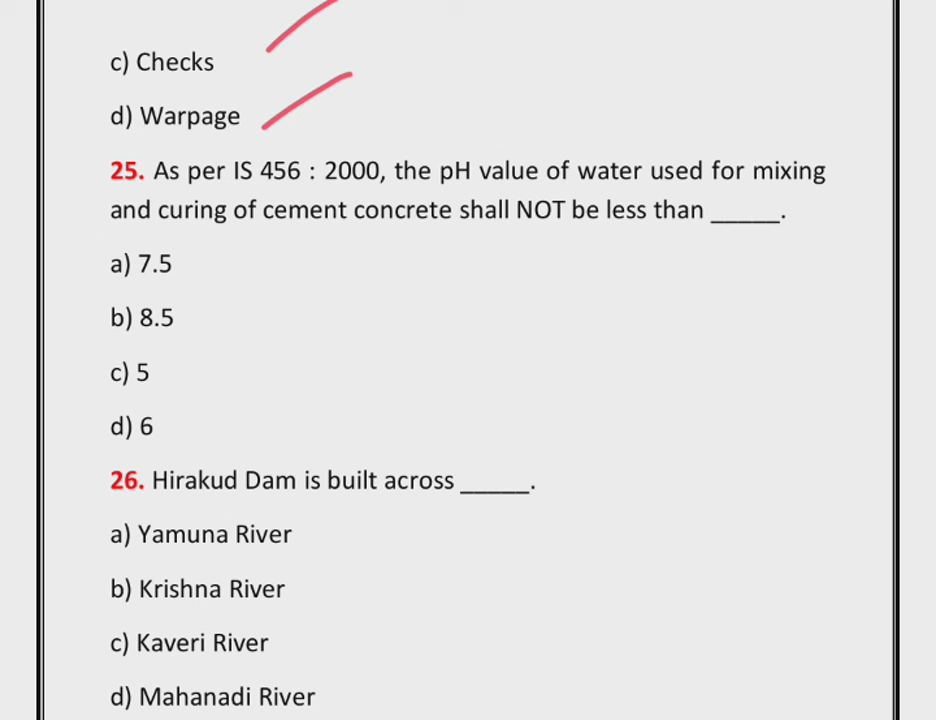 c) Checks
d) Warpage
25. As per IS 456 : 2000, the pH value of water used for mixing
and curing of cement concrete shall NOT be less than _____.
a) 7.5
b) 8.5
c) 5
d) 6
26. Hirakud Dam is built across _____.
a) Yamuna River
b) Krishna River
c) Kaveri River
d) Mahanadi River